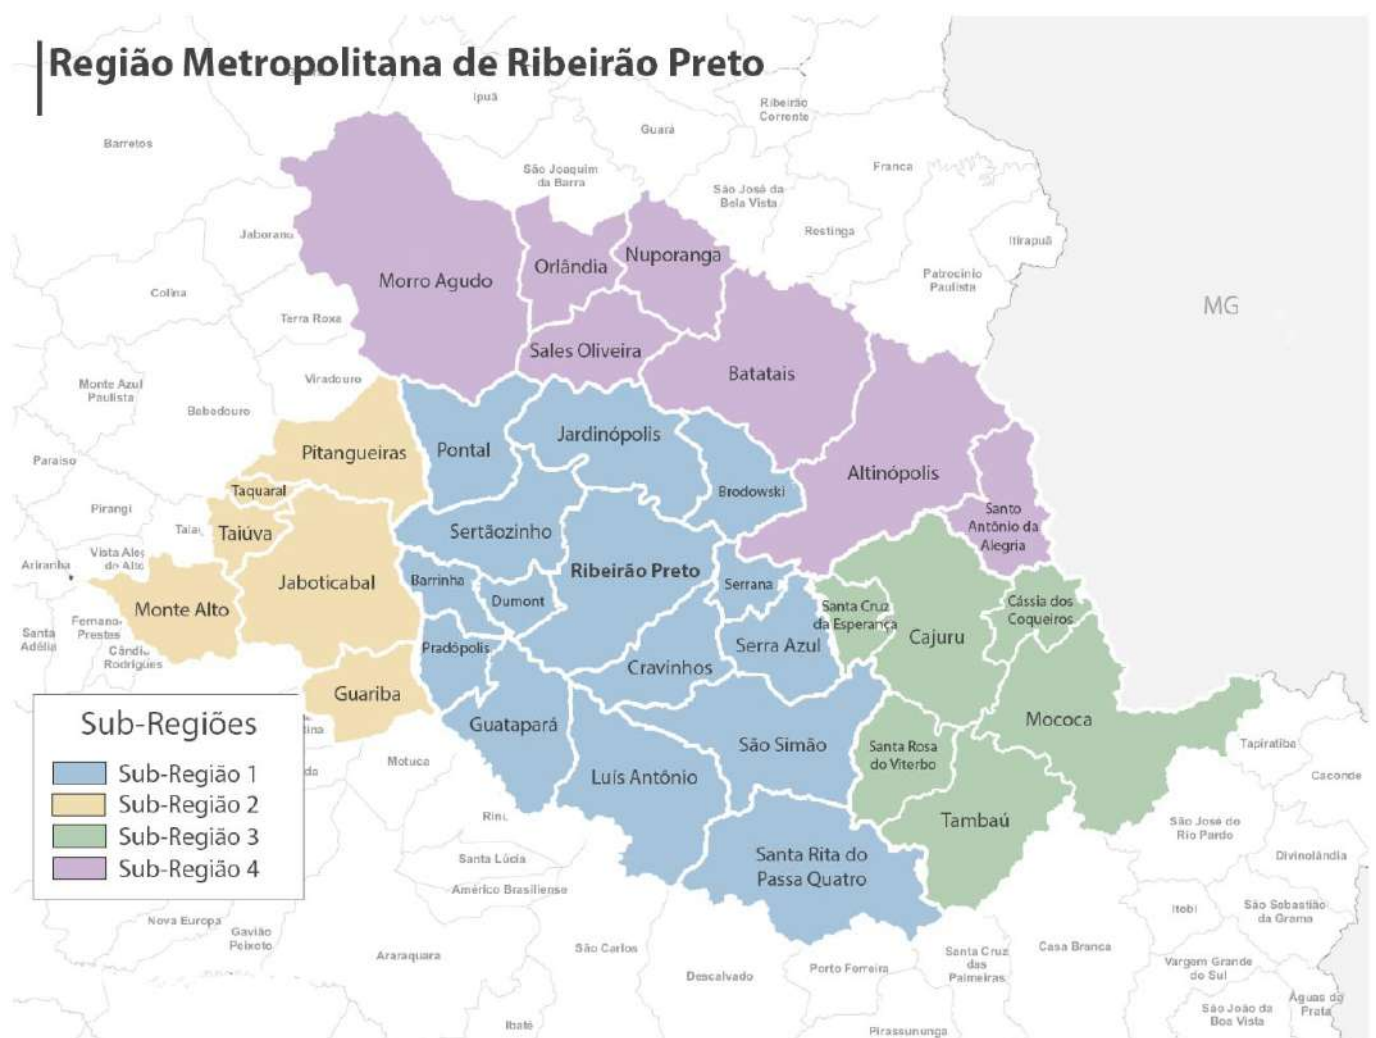 Região Metropolitana de Ribeirão Preto
Ipuã
Ribeirão
Corrente
Guará
Barretos
São Joaquim
da Barra
Franca
São José da
Bela Vista
Restinga
Itirapuã
Patrocínio
Paulista
MG
Colina
Terra Roxa
Viradouro
Monte Azul
Paulista
Morro Agudo
Orlândia
Nuporanga
Sales Oliveira
Batatais
Altinópolis
Santo
Antônio da
Alegria
Paraiso
Pirangi
Vista Aleg
do Alto
Ariranha
Santa
Adélia
Fernano-
Prestes
Cândiu
Rodrigues
Pitangueiras
Taquaral
Taiúva
Jaboticabal
Monte Alto
Guariba
Pontal
Jardinópolis
Brodowski
Sertãozinho
Ribeirão Preto
Barrinha
Dumont
Serrana
Pradópolis
Cravinhos
Serra Azul
Guatapará
Luís Antônio
São Simão
Santa Rita do
Passa Quatro
Santa Cruz
da Esperança
Cajuru
Cássia dos
Coqueiros
Mococa
Santa Rosa
do Viterbo
Tambaú
Sub-Regiões
Sub-Região 1
Sub-Região 2
Sub-Região 3
Sub-Região 4
Motuca
Santa Lúcia
Américo Brasiliense
Nova Europa
Gavião
Peixoto
Araraquara
Ibaté
São Carlos
Descalvado
Porto Ferreira
Pirassununga
Santa Cruz
das
Palmeiras
Casa Branca
Tapiratiba
Caconde
São José do
Rio Pardo
Divinolândia
Itobi
São Sebastião
da Grama
Vargem Grande
do Sul
São João da
Boa Vista
Águas da
Prata